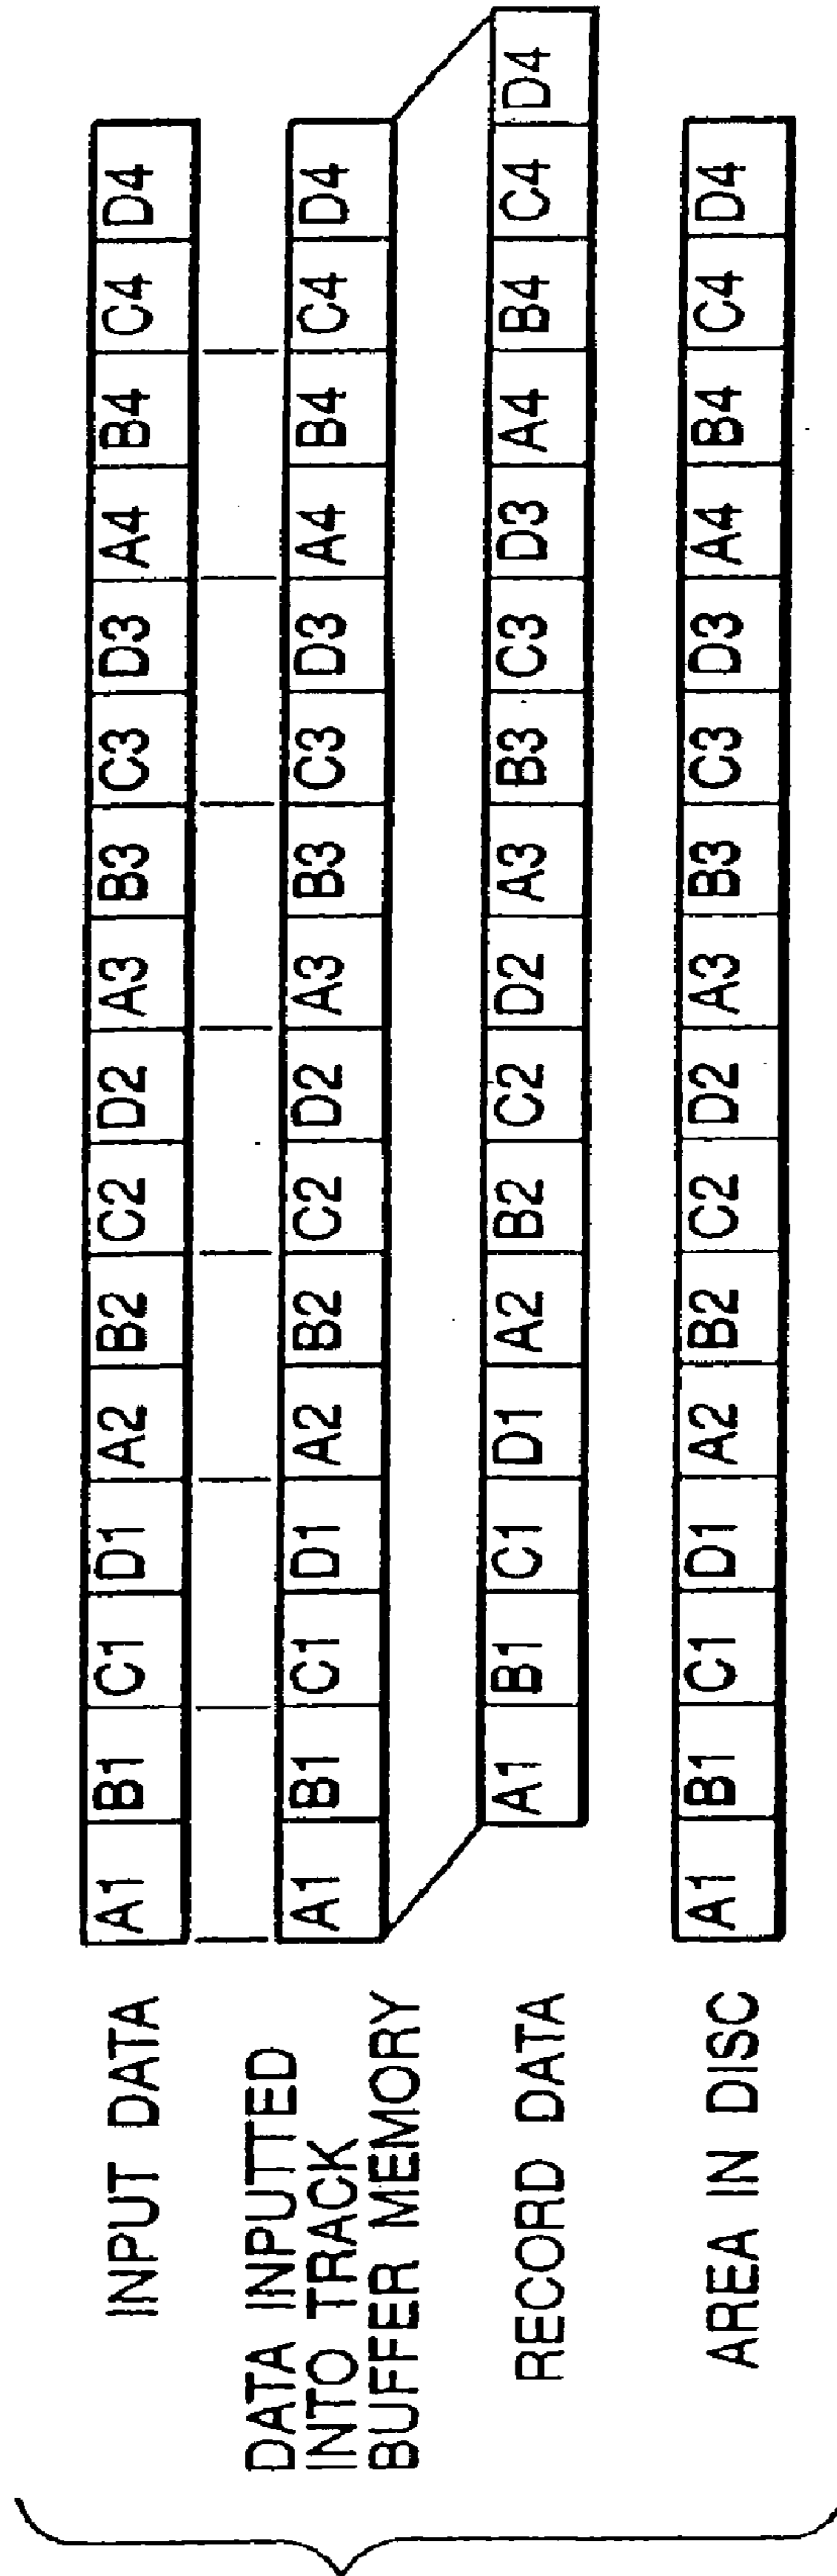 INPUT DATA A1 B1 C1 D1 A2 B2 C2 D2 A3 B3 C3 D3 A4 B4 C4 D4
DATA INPUTTED
INTO TRACK
BUFFER MEMORY A1 B1 C1 D1 A2 B2 C2 D2 A3 B3 C3 D3 A4 B4 C4 D4
RECORD DATA A1 B1 C1 D1 A2 B2 C2 D2 A3 B3 C3 D3 A4 B4 C4 D4
AREA IN DISC A1 B1 C1 D1 A2 B2 C2 D2 A3 B3 C3 D3 A4 B4 C4 D4